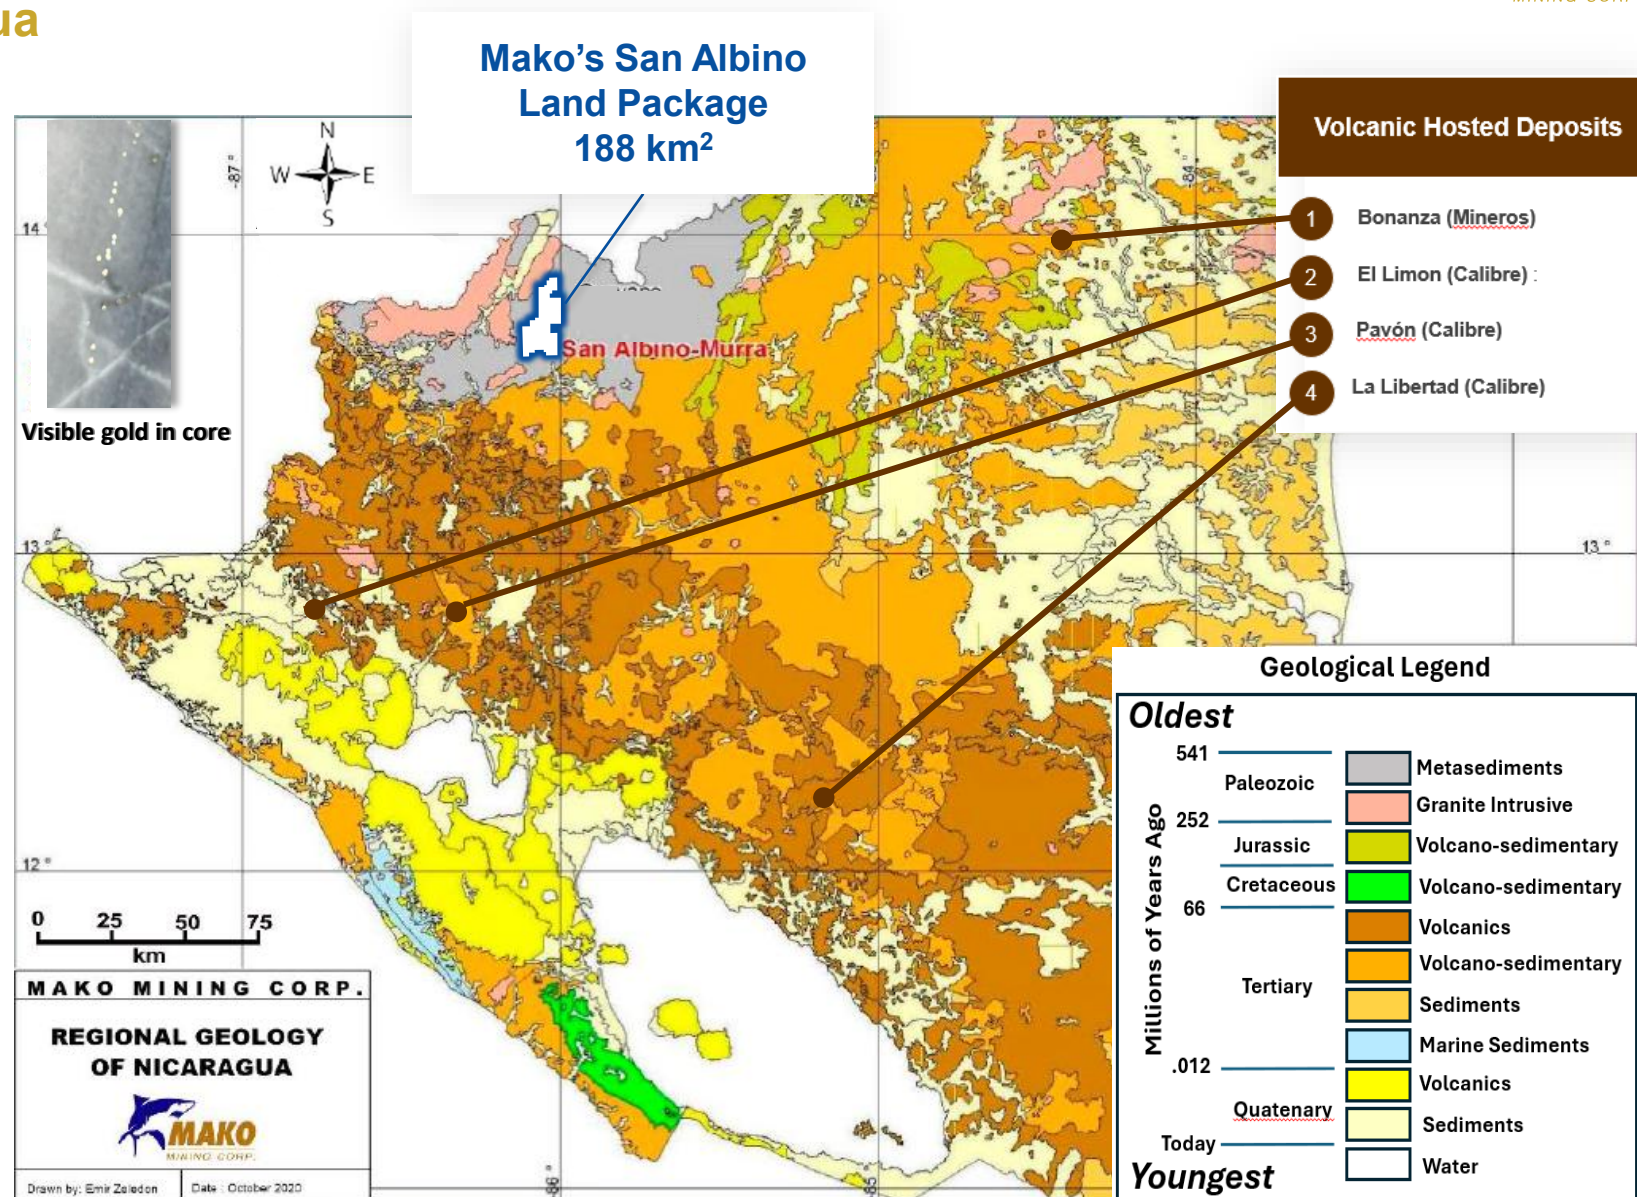 ua
Mako's San Albino
Land Package
188 km²
Volcanic Hosted Deposits
1 Bonanza (Mineros)
2 El Limon (Calibre) :
3 Pavón (Calibre)
4 La Libertad (Calibre)
N
W E
S
-87°
-84°
14°
San Albino-Murra
Visible gold in core
13°
13°
12°
0 25 50 75
km
MAKO MINING CORP.
REGIONAL GEOLOGY
OF NICARAGUA
MAKO
MINING CORP.
Drawn by: Emir Zeledon
Date : October 2020
Geological Legend
Oldest
Millions of Years Ago
541
Paleozoic
252
Jurassic
Cretaceous
66
Tertiary
.012
Quatenary
Today
Youngest
Metasediments
Granite Intrusive
Volcano-sedimentary
Volcano-sedimentary
Volcanics
Volcano-sedimentary
Sediments
Marine Sediments
Volcanics
Sediments
Water